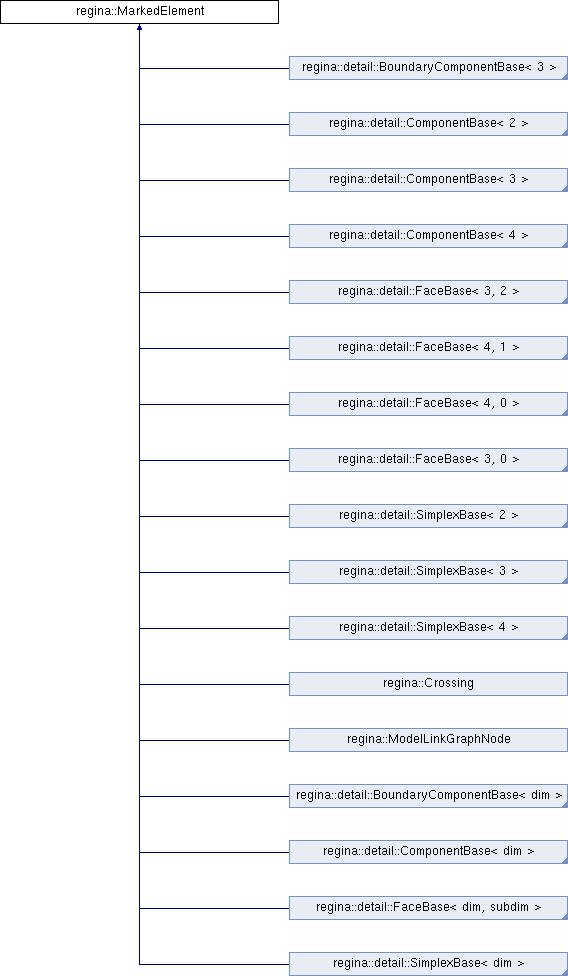 regina::MarkedElement
regina::detail::BoundaryComponentBase< 3 >
regina::detail::ComponentBase< 2 >
regina::detail::ComponentBase< 3 >
regina::detail::ComponentBase< 4 >
regina::detail::FaceBase< 3, 2 >
regina::detail::FaceBase< 4, 1 >
regina::detail::FaceBase< 4, 0 >
regina::detail::FaceBase< 3, 0 >
regina::detail::SimplexBase< 2 >
regina::detail::SimplexBase< 3 >
regina::detail::SimplexBase< 4 >
regina::Crossing
regina::ModelLinkGraphNode
regina::detail::BoundaryComponentBase< dim >
regina::detail::ComponentBase< dim >
regina::detail::FaceBase< dim, subdim >
regina::detail::SimplexBase< dim >